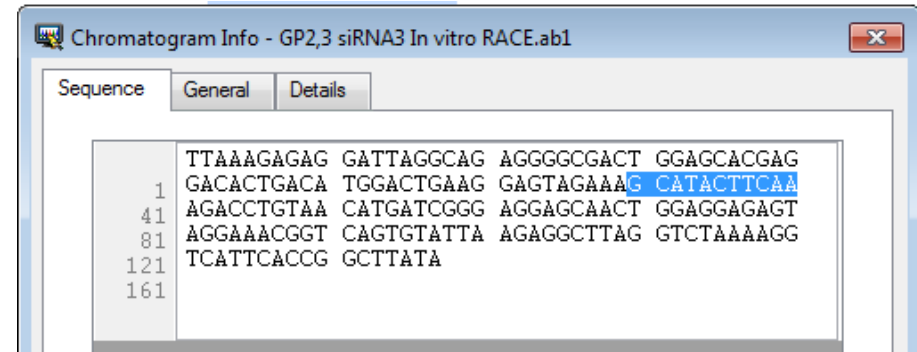 Chromatogram Info - GP2,3 siRNA3 In vitro RACE.ab1
Sequence General Details
TTAAAGAGAG GATTAGGCAG AGGGGCGACT GGAGCACGAG
1 GACACTGACA TGGACTGAAG GAGTAGAAAG CATACTTCAA
41 AGACCTGTAA CATGATCGGG AGGAGCAACT GGAGGAGAGT
81 AGGAAACGGT CAGTGTATTA AGAGGCTTAG GTCTAAAAGG
121 TCATTCACCG GCTTATA
161